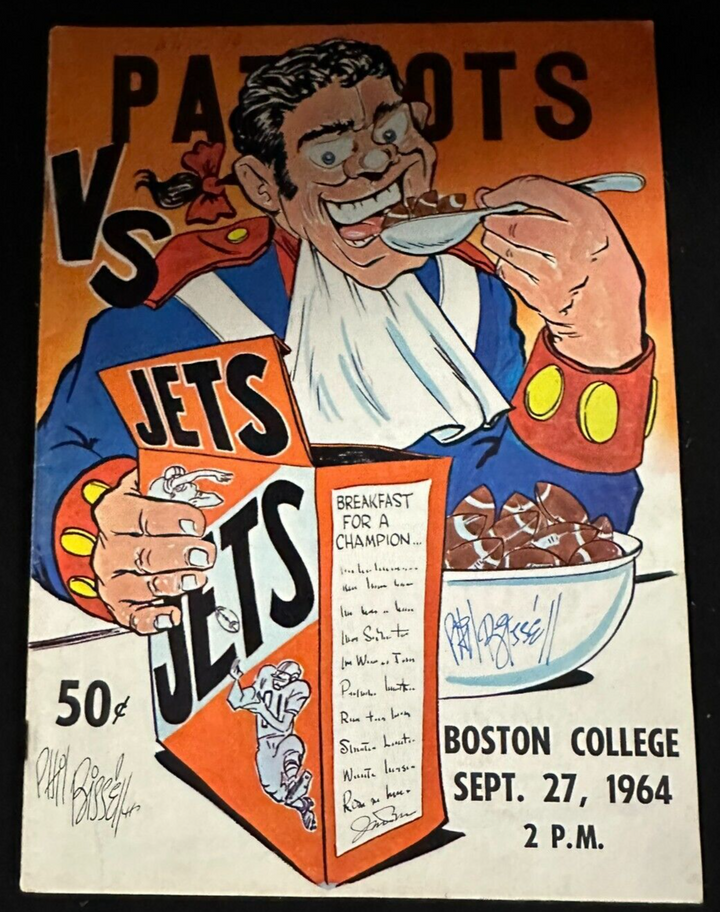 PATRIOTS
VS
JETS
JETS
BREAKFAST
FOR A
CHAMPION...
Phil Bissell
50¢
Phil Bissell
BOSTON COLLEGE
SEPT. 27, 1964
2 P.M.